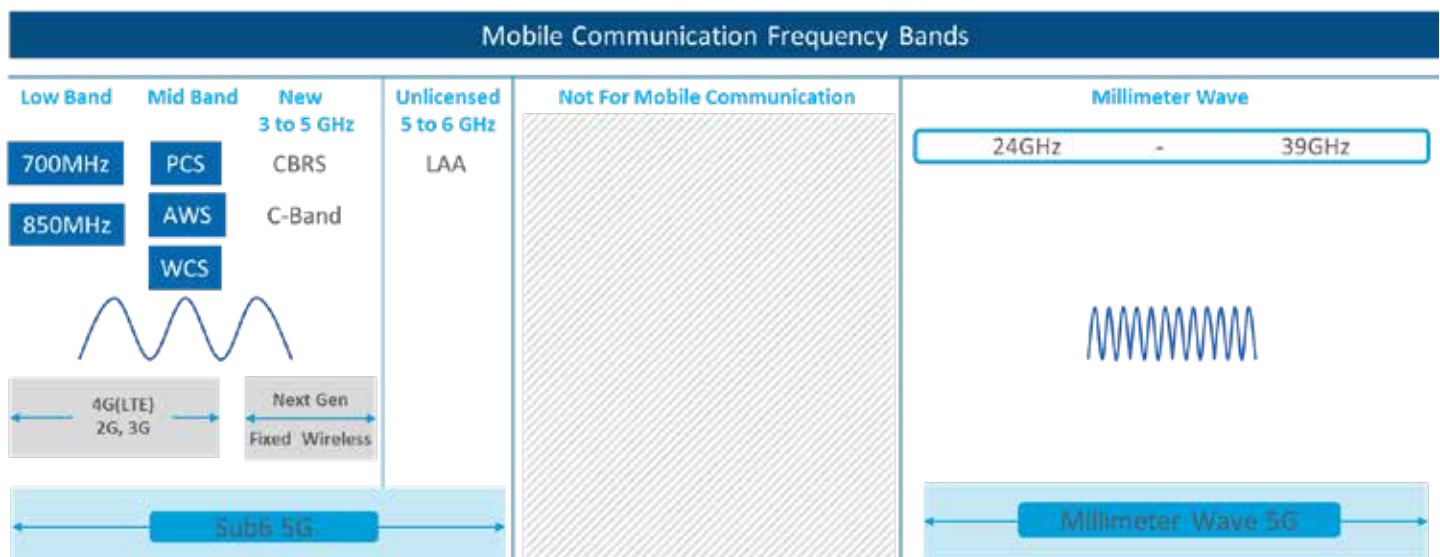 Mobile Communication Frequency Bands
Low Band
Mid Band
New
3 to 5 GHz
Unlicensed
5 to 6 GHz
Not For Mobile Communication
Millimeter Wave
700MHz
PCS
CBRS
LAA
24GHz - 39GHz
850MHz
AWS
C-Band
WCS
4G(LTE)
2G, 3G
Next Gen
Fixed Wireless
Sub6 5G
Millimeter Wave 5G